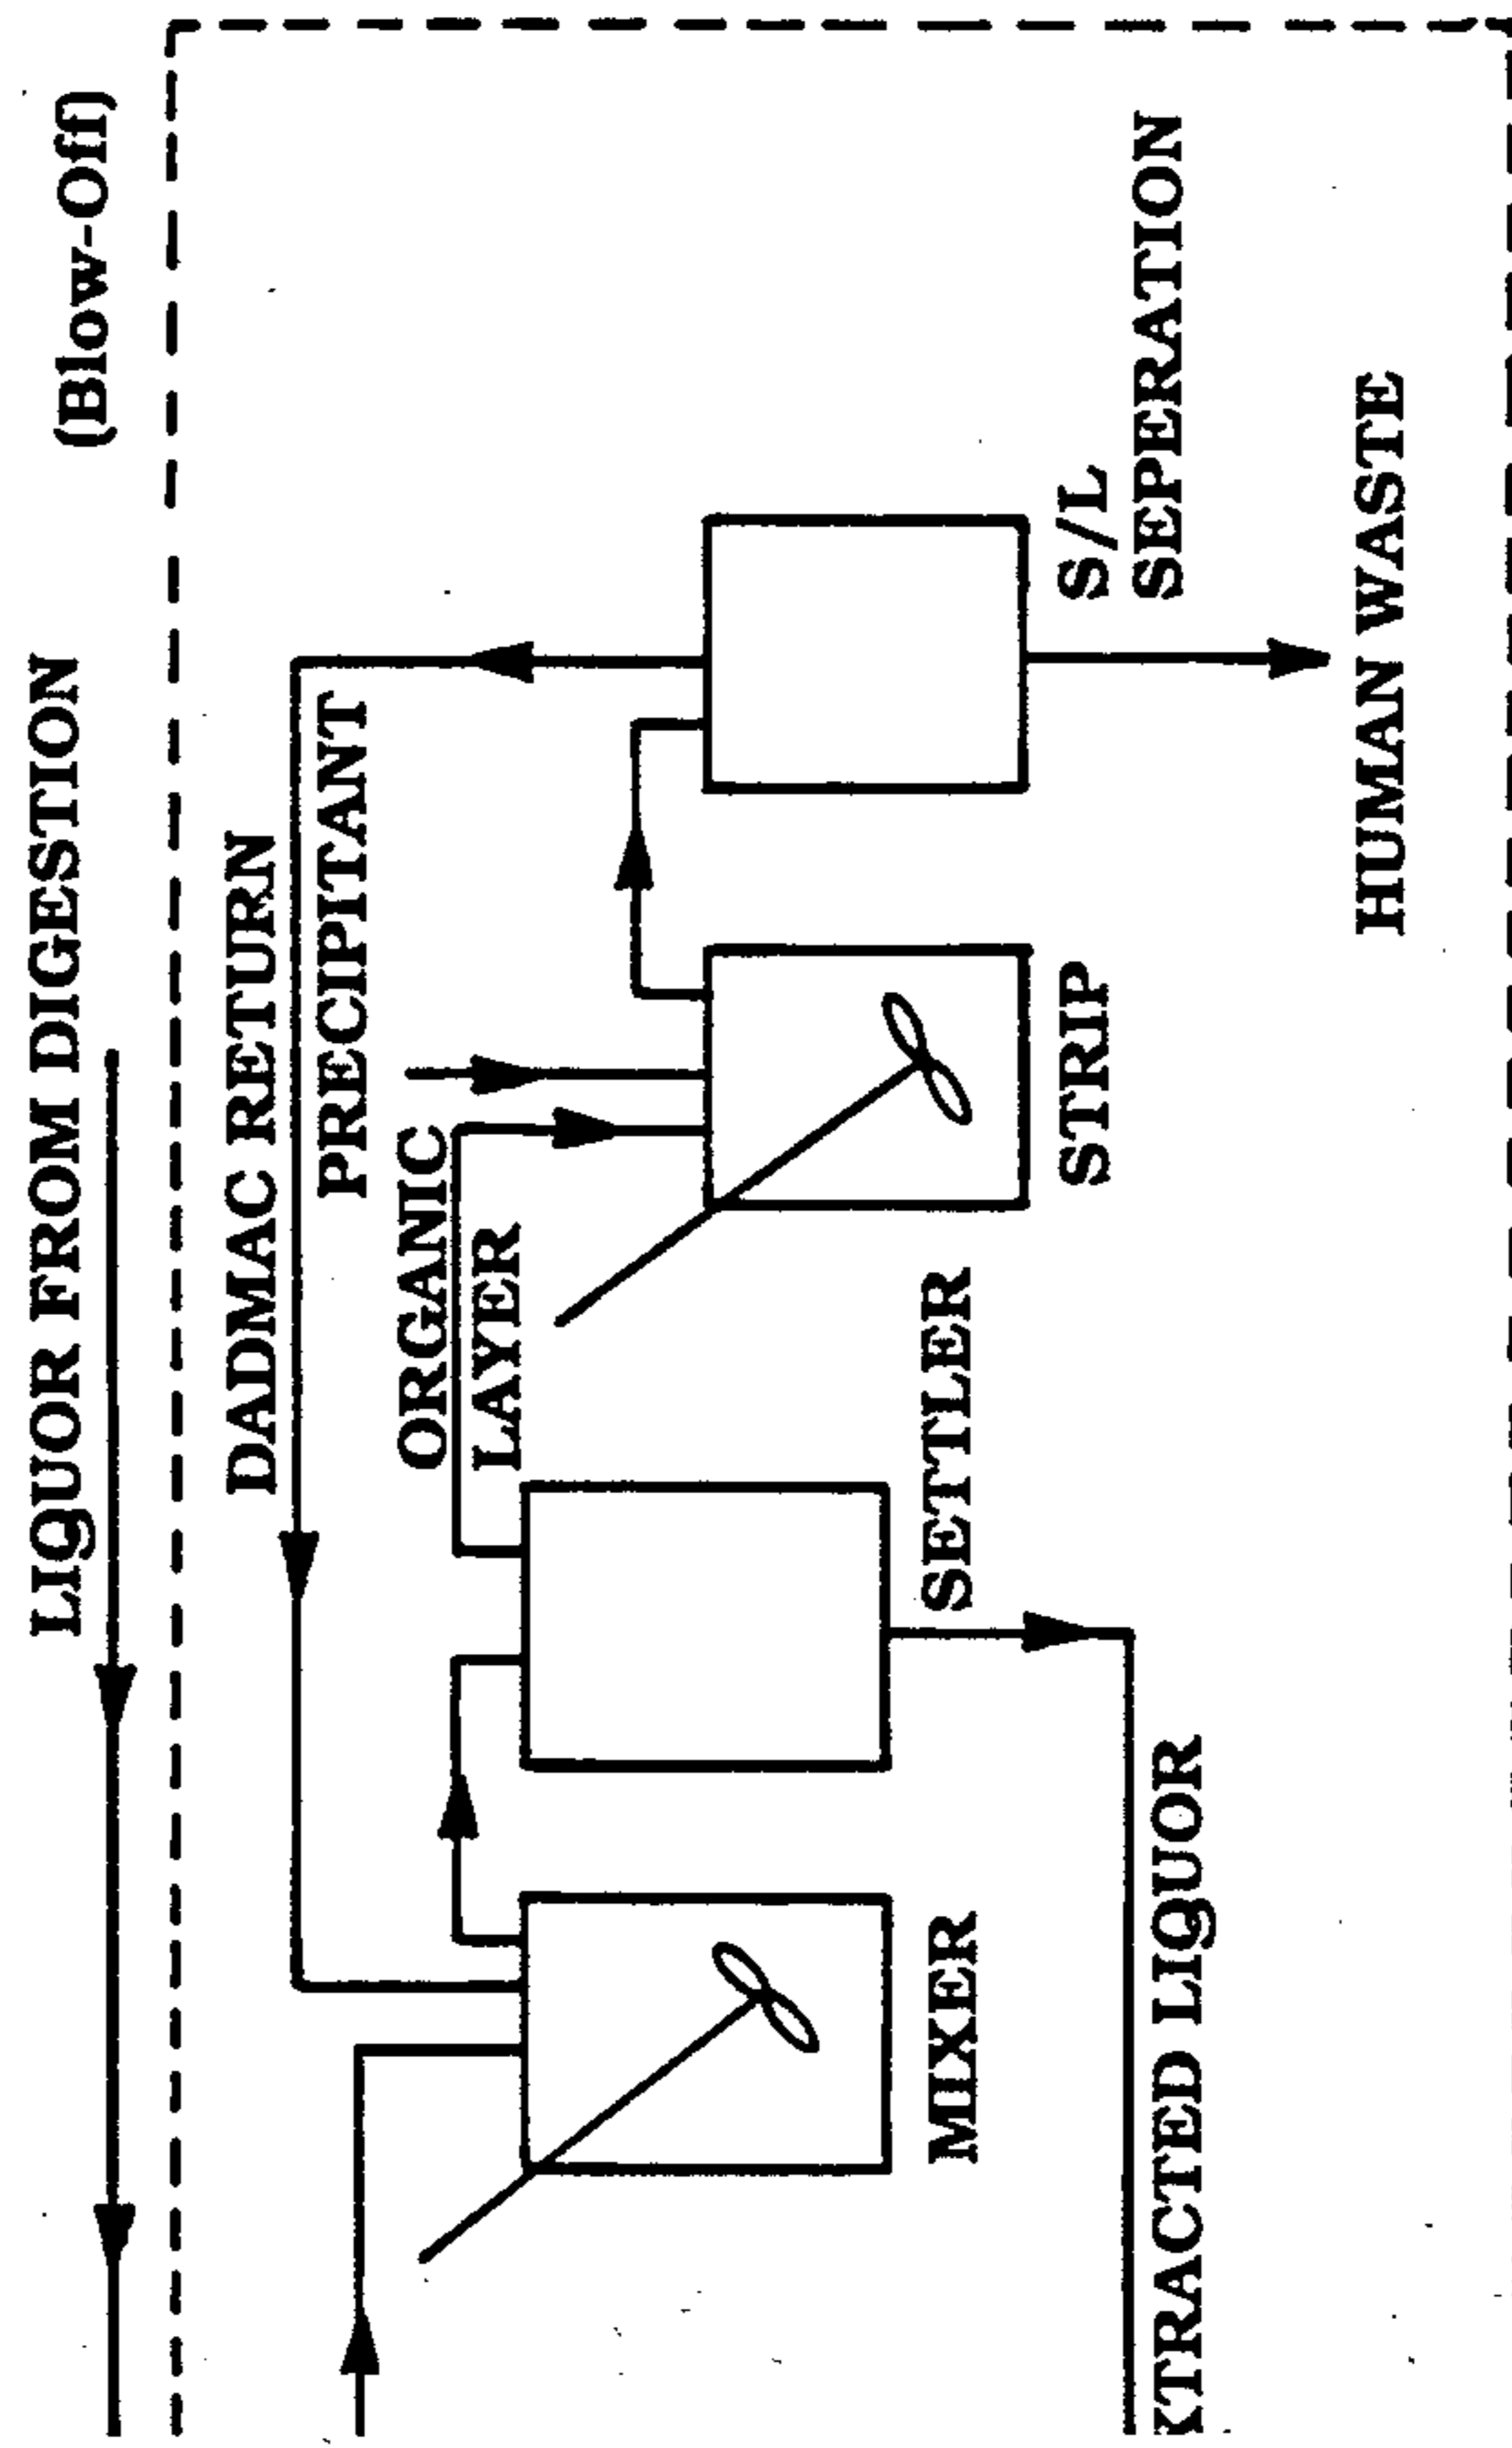 LIQUOR FROM DIGESTION
(Blow-Off)
DADMAC RETURN
PRECIPITANT
ORGANIC
LAYER
MIXER
SETTLER
STRIP
S/L
SEPERATION
XTRACTED LIQUOR
HUMAN WASTE